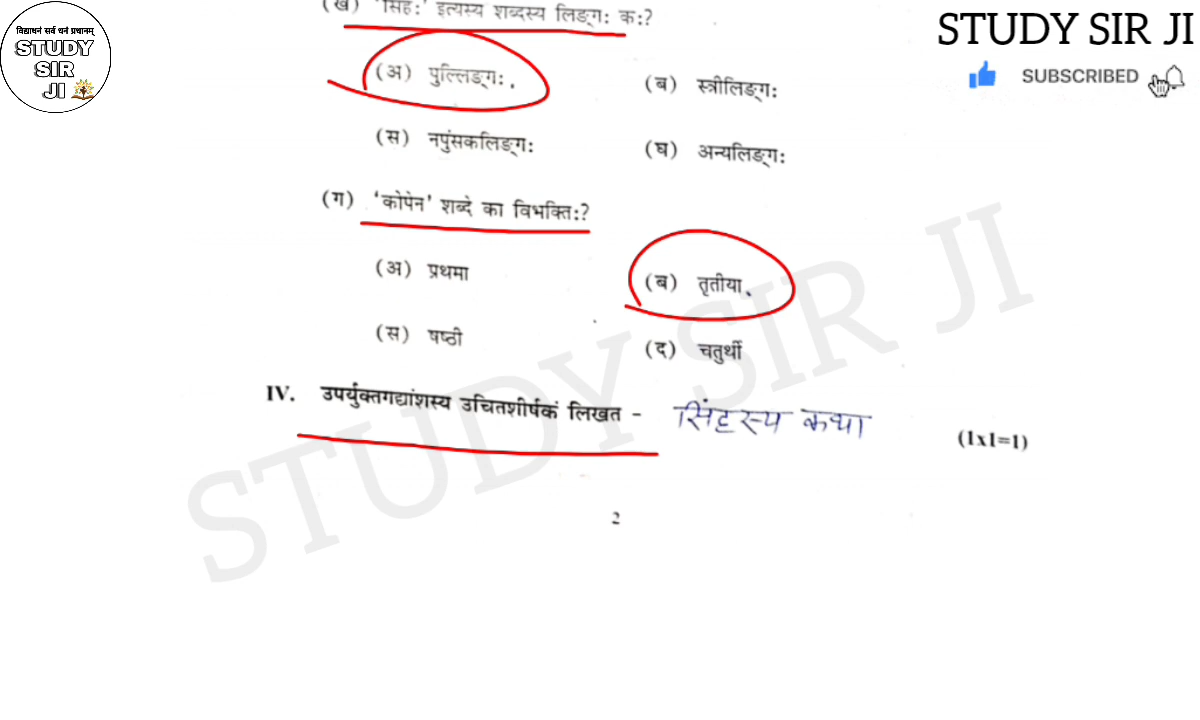 विद्याधनं सर्व धनं प्रधानम्
STUDY
SIR
JI
STUDY SIR JI
SUBSCRIBED
(ख) 'सिंहः' इत्यस्य शब्दस्य लिङ्गः कः?
(अ) पुल्लिङ्गः.
(ब) स्त्रीलिङ्गः
(स) नपुंसकलिङ्गः
(घ) अन्यलिङ्गः
(ग) 'कोपेन' शब्दे का विभक्तिः?
(अ) प्रथमा
(ब) तृतीया.
(स) षष्ठी
(द) चतुर्थी
IV. उपर्युक्तगद्यांशस्य उचितशीर्षकं लिखत - सिंहस्य कथा
(1x1=1)
2
STUDY SIR JI